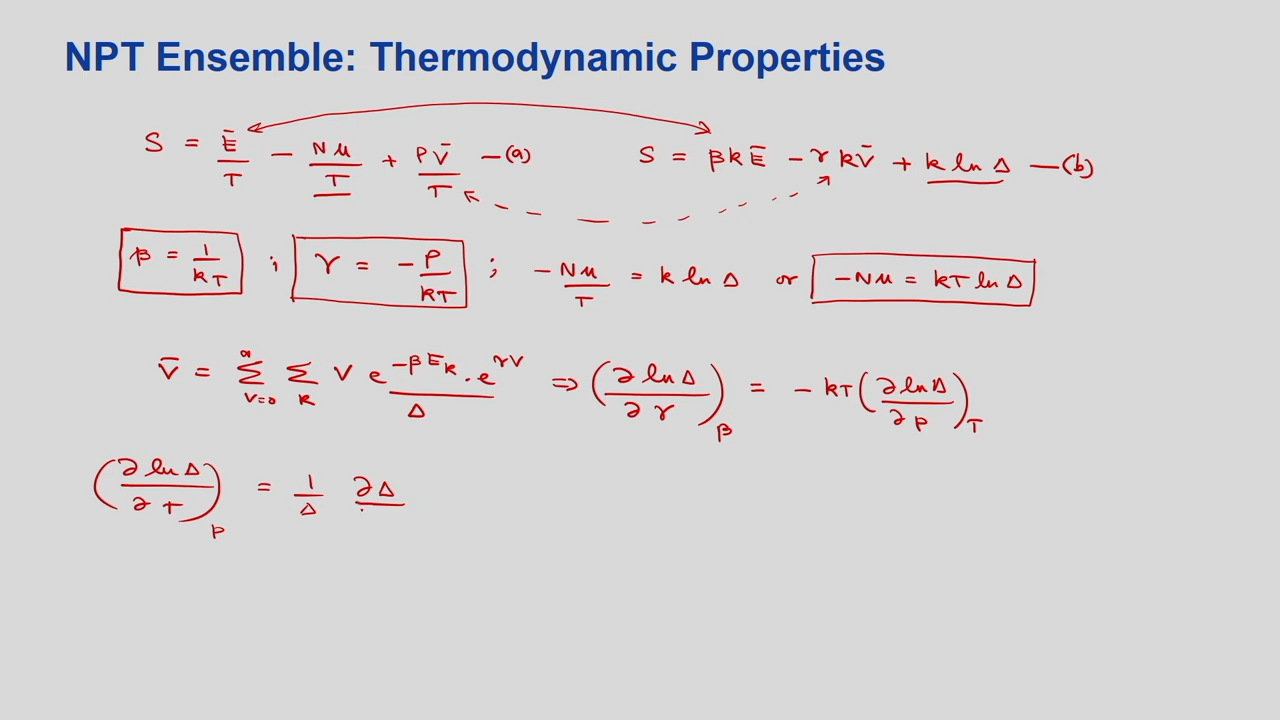 NPT Ensemble: Thermodynamic Properties
S = Ē/T − Nμ/T + PV̄/T —(a)    S = βkĒ − γkV̄ + k ln Δ —(b)
β = 1/kT ; γ = −P/kT ; −Nμ/T = k ln Δ or −Nμ = kT ln Δ
V̄ = Σ_{V=0}^{∞} Σ_k V e^{−βE_k} · e^{γV} / Δ ⇒ (∂ ln Δ / ∂γ)_β = − kT (∂ ln Δ / ∂P)_T
(∂ ln Δ / ∂T)_P = 1/Δ ∂Δ/